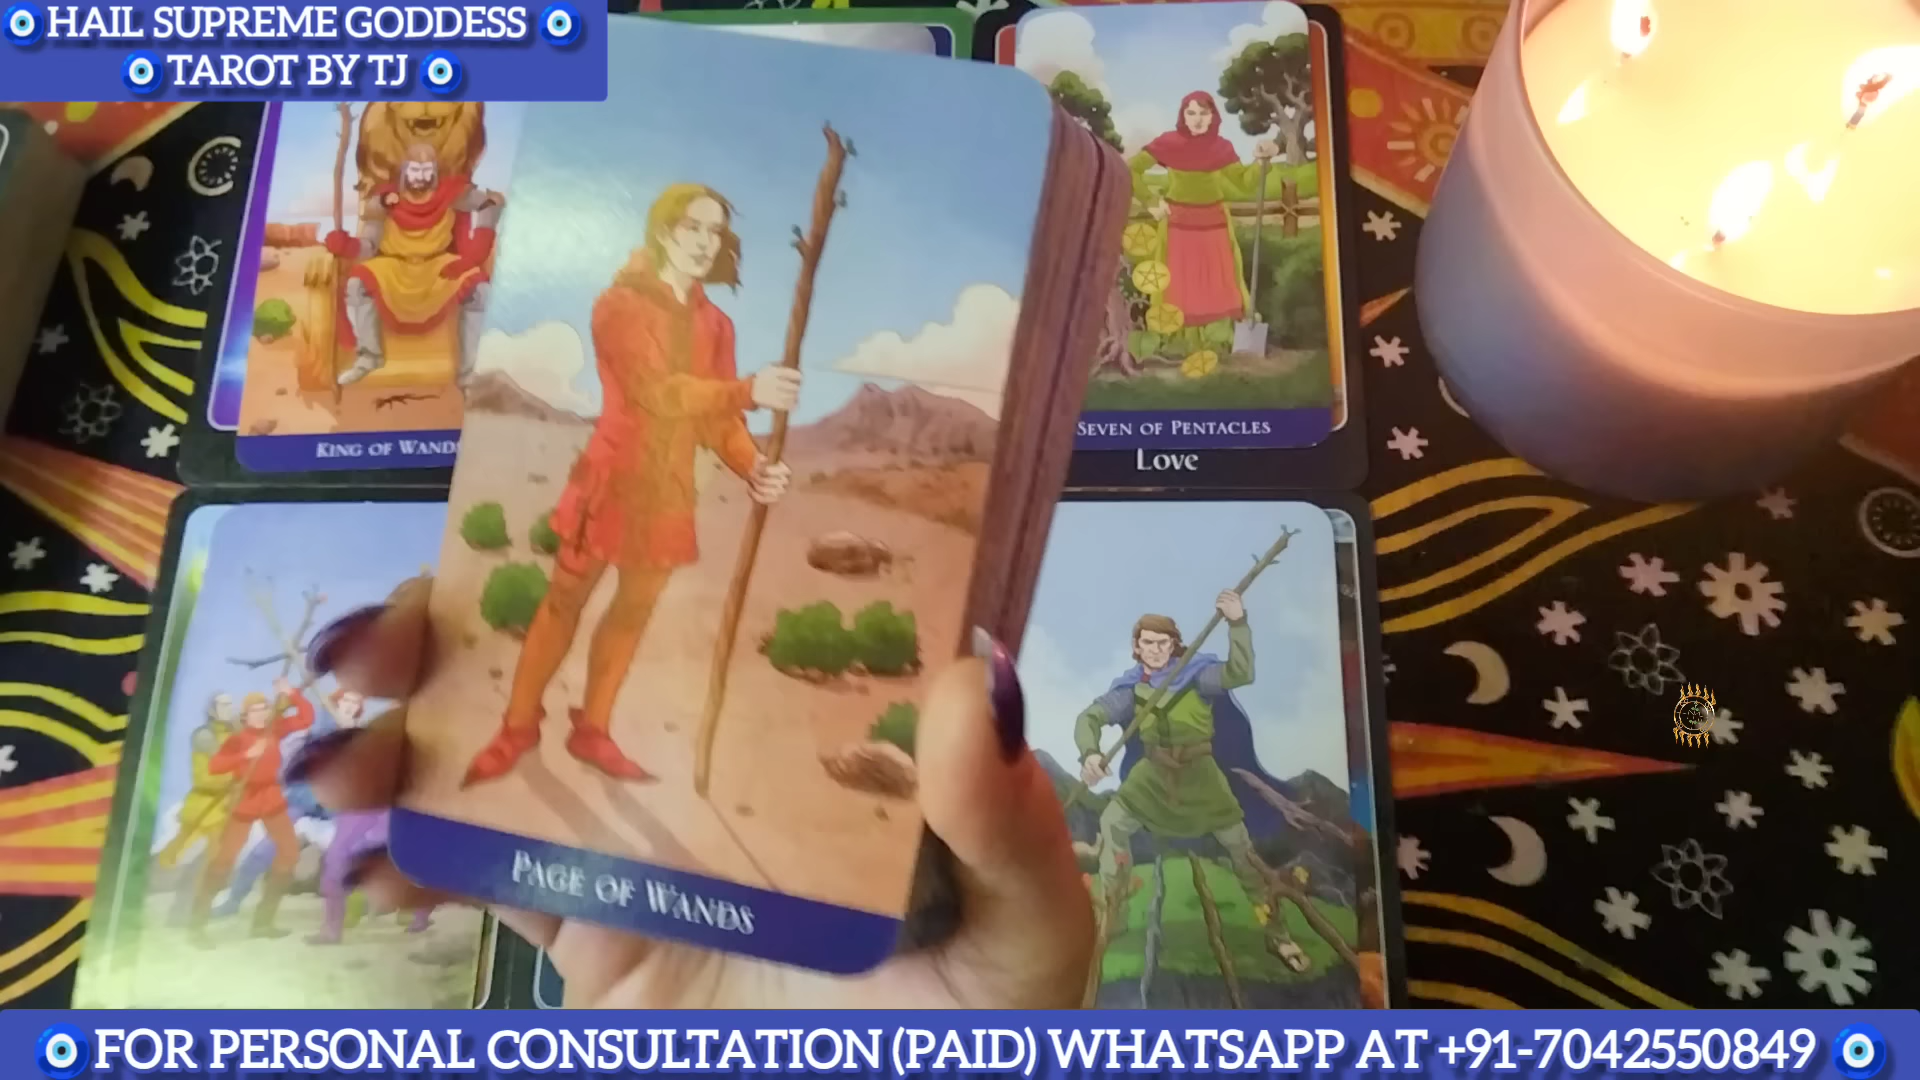 HAIL SUPREME GODDESS
TAROT BY TJ
KING OF WANDS
SEVEN OF PENTACLES
Love
PAGE OF WANDS
FOR PERSONAL CONSULTATION (PAID) WHATSAPP AT +91-7042550849